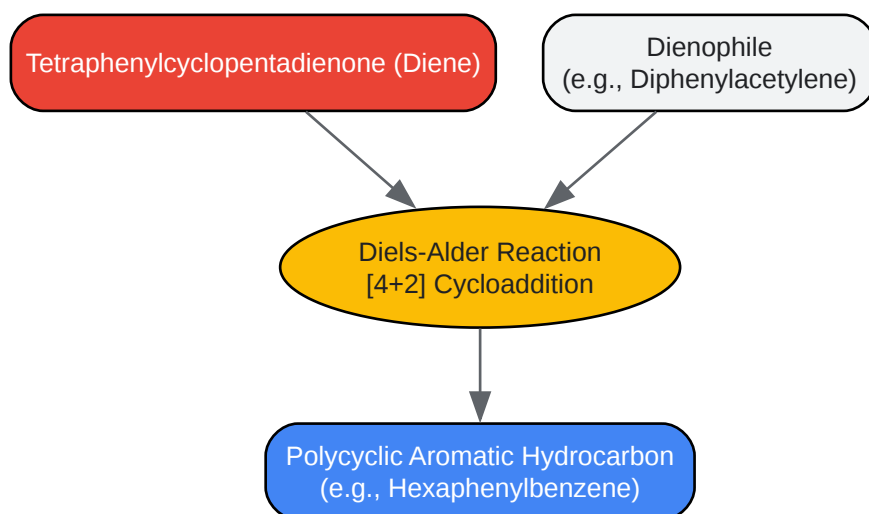 Tetraphenylcyclopentadienone (Diene)
Dienophile
(e.g., Diphenylacetylene)
Diels-Alder Reaction
[4+2] Cycloaddition
Polycyclic Aromatic Hydrocarbon
(e.g., Hexaphenylbenzene)